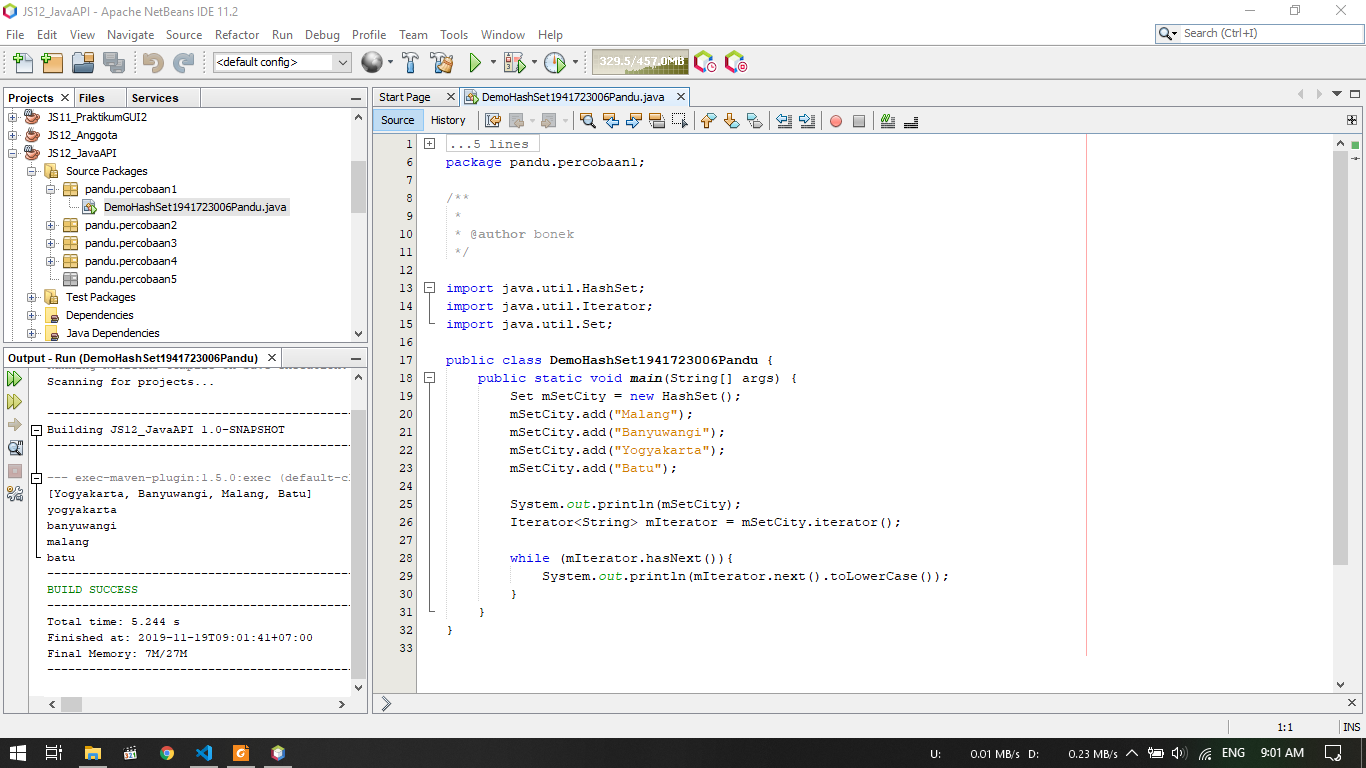 JS12_JavaAPI - Apache NetBeans IDE 11.2
File Edit View Navigate Source Refactor Run Debug Profile Team Tools Window Help
Search (Ctrl+I)
<default config>
329.5/457.0MB
Projects Files Services
JS11_PraktikumGUI2
JS12_Anggota
JS12_JavaAPI
Source Packages
pandu.percobaan1
DemoHashSet1941723006Pandu.java
pandu.percobaan2
pandu.percobaan3
pandu.percobaan4
pandu.percobaan5
Test Packages
Dependencies
Java Dependencies
Output - Run (DemoHashSet1941723006Pandu)
Scanning for projects...
------------------------------------------------------------------------
Building JS12_JavaAPI 1.0-SNAPSHOT
------------------------------------------------------------------------
--- exec-maven-plugin:1.5.0:exec (default-c
[Yogyakarta, Banyuwangi, Malang, Batu]
yogyakarta
banyuwangi
malang
batu
------------------------------------------------------------------------
BUILD SUCCESS
------------------------------------------------------------------------
Total time: 5.244 s
Finished at: 2019-11-19T09:01:41+07:00
Final Memory: 7M/27M
------------------------------------------------------------------------
Start Page DemoHashSet1941723006Pandu.java
Source History
1 ...5 lines
6 package pandu.percobaan1;
7
8 /**
9 *
10 * @author bonek
11 */
12
13 import java.util.HashSet;
14 import java.util.Iterator;
15 import java.util.Set;
16
17 public class DemoHashSet1941723006Pandu {
18 public static void main(String[] args) {
19 Set mSetCity = new HashSet();
20 mSetCity.add("Malang");
21 mSetCity.add("Banyuwangi");
22 mSetCity.add("Yogyakarta");
23 mSetCity.add("Batu");
24
25 System.out.println(mSetCity);
26 Iterator<String> mIterator = mSetCity.iterator();
27
28 while (mIterator.hasNext()){
29 System.out.println(mIterator.next().toLowerCase());
30 }
31 }
32 }
33
1:1 INS
U: 0.01 MB/s D: 0.23 MB/s ENG 9:01 AM